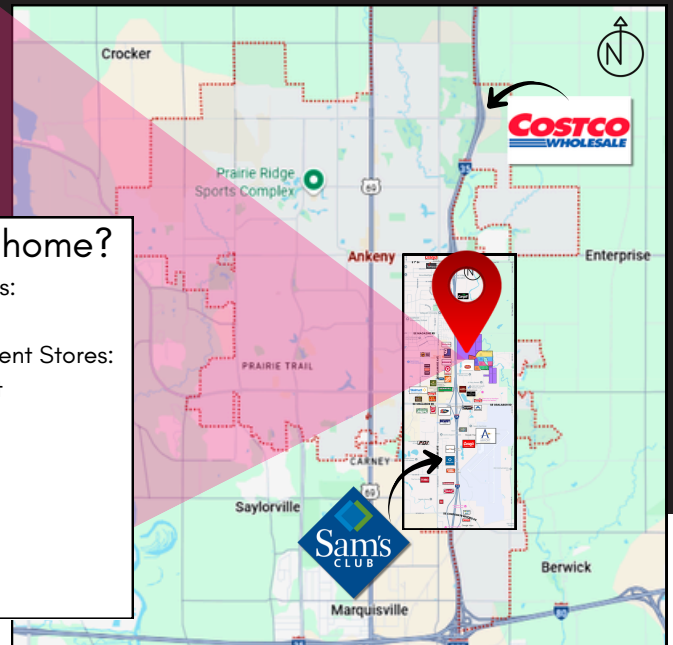 Crocker
N
COSTCO
WHOLESALE
Prairie Ridge
Sports Complex
69
35
home?
s:
Ankeny
Enterprise
ent Stores:
PRAIRIE TRAIL
CARNEY
69
Saylorville
Sam's
CLUB
Berwick
Marquisville